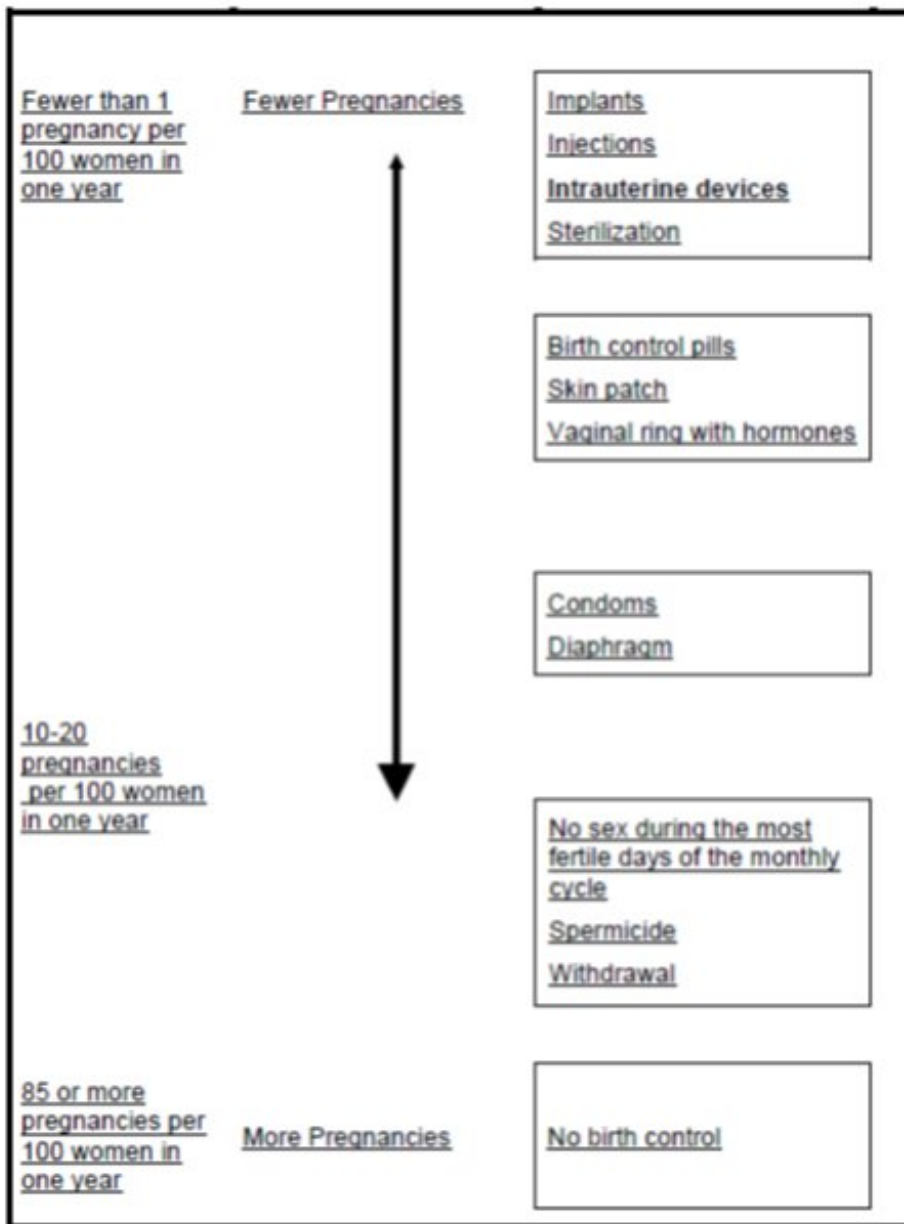 Fewer than 1
pregnancy per
100 women in
one year
Fewer Pregnancies
Implants
Injections
Intrauterine devices
Sterilization
Birth control pills
Skin patch
Vaginal ring with hormones
Condoms
Diaphragm
10-20
pregnancies
per 100 women
in one year
No sex during the most
fertile days of the monthly
cycle
Spermicide
Withdrawal
85 or more
pregnancies per
100 women in
one year
More Pregnancies
No birth control